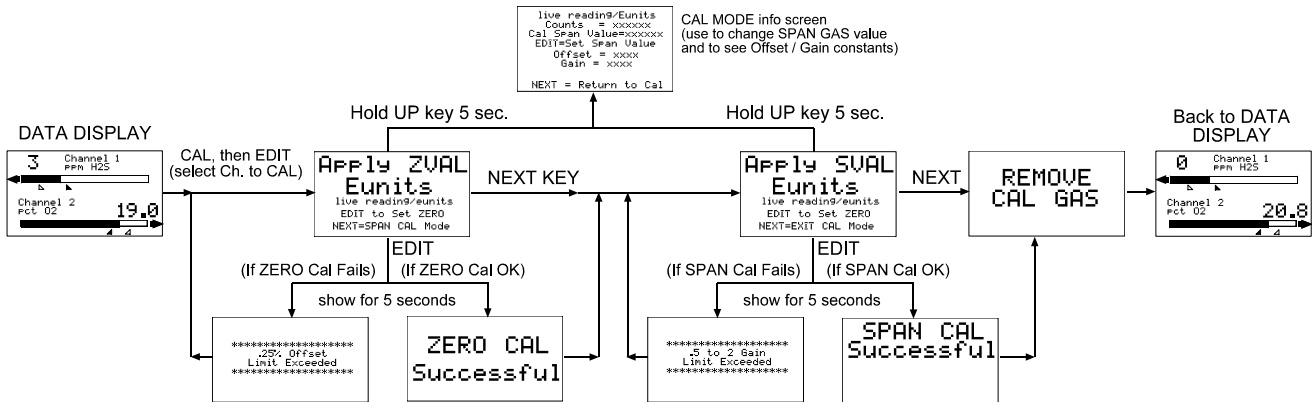 live reading/Eunits
Counts = xxxxxx
Cal Span Value=xxxxxx
EDIT=Set Span Value
Offset = xxxx
Gain = xxxx
NEXT = Return to Cal
CAL MODE info screen
(use to change SPAN GAS value
and to see Offset / Gain constants)
Hold UP key 5 sec.
Hold UP key 5 sec.
DATA DISPLAY
3
Channel 1
PPM H2S
Channel 2
pct O2
19.0
CAL, then EDIT
(select Ch. to CAL)
Apply ZVAL
Eunits
live reading/eunits
EDIT to Set ZERO
NEXT=SPAN CAL Mode
NEXT KEY
Apply SVAL
Eunits
live reading/eunits
EDIT to Set ZERO
NEXT=EXIT CAL Mode
NEXT
REMOVE
CAL GAS
Back to DATA
DISPLAY
0
Channel 1
PPM H2S
Channel 2
pct O2
20.8
EDIT
(If ZERO Cal Fails)
(If ZERO Cal OK)
show for 5 seconds
*******************
.25% Offset
Limit Exceeded
*******************
ZERO CAL
Successful
EDIT
(If SPAN Cal Fails)
(If SPAN Cal OK)
show for 5 seconds
*******************
.5 to 2 Gain
Limit Exceeded
*******************
SPAN CAL
Successful